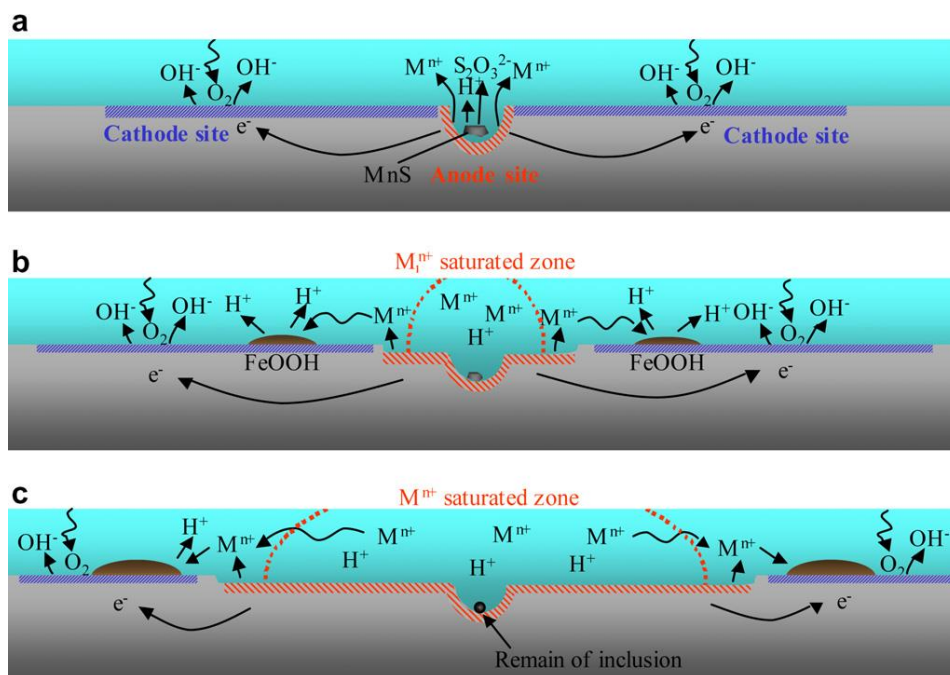 a
OH⁻ OH⁻ Mⁿ⁺ S₂O₃²⁻ Mⁿ⁺ OH⁻ OH⁻
O₂ H⁺ O₂
Cathode site e⁻ e⁻ Cathode site
MnS Anode site
b
Mᵢⁿ⁺ saturated zone
OH⁻ OH⁻ H⁺ H⁺ Mⁿ⁺ Mⁿ⁺ Mⁿ⁺ Mⁿ⁺ H⁺ H⁺ OH⁻ OH⁻
O₂ H⁺ O₂
FeOOH FeOOH
e⁻ e⁻
c
Mⁿ⁺ saturated zone
OH⁻ H⁺ Mⁿ⁺ Mⁿ⁺ Mⁿ⁺ Mⁿ⁺ Mⁿ⁺ OH⁻
O₂ H⁺ H⁺ H⁺ O₂
e⁻ e⁻
Remain of inclusion